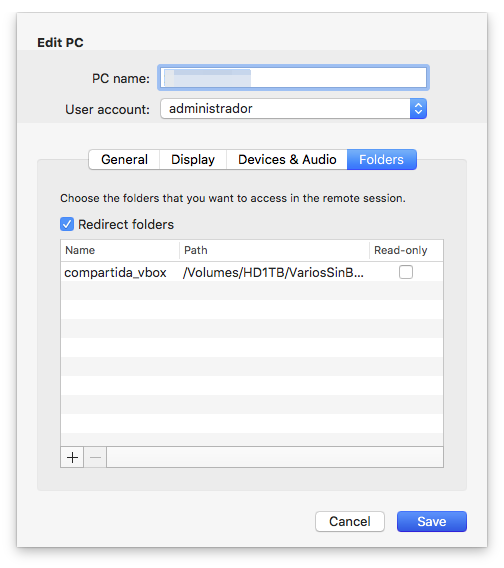 Edit PC
PC name:
User account: administrador
General Display Devices & Audio Folders
Choose the folders that you want to access in the remote session.
Redirect folders
Name Path Read-only
compartida_vbox /Volumes/HD1TB/VariosSinB...
Cancel Save